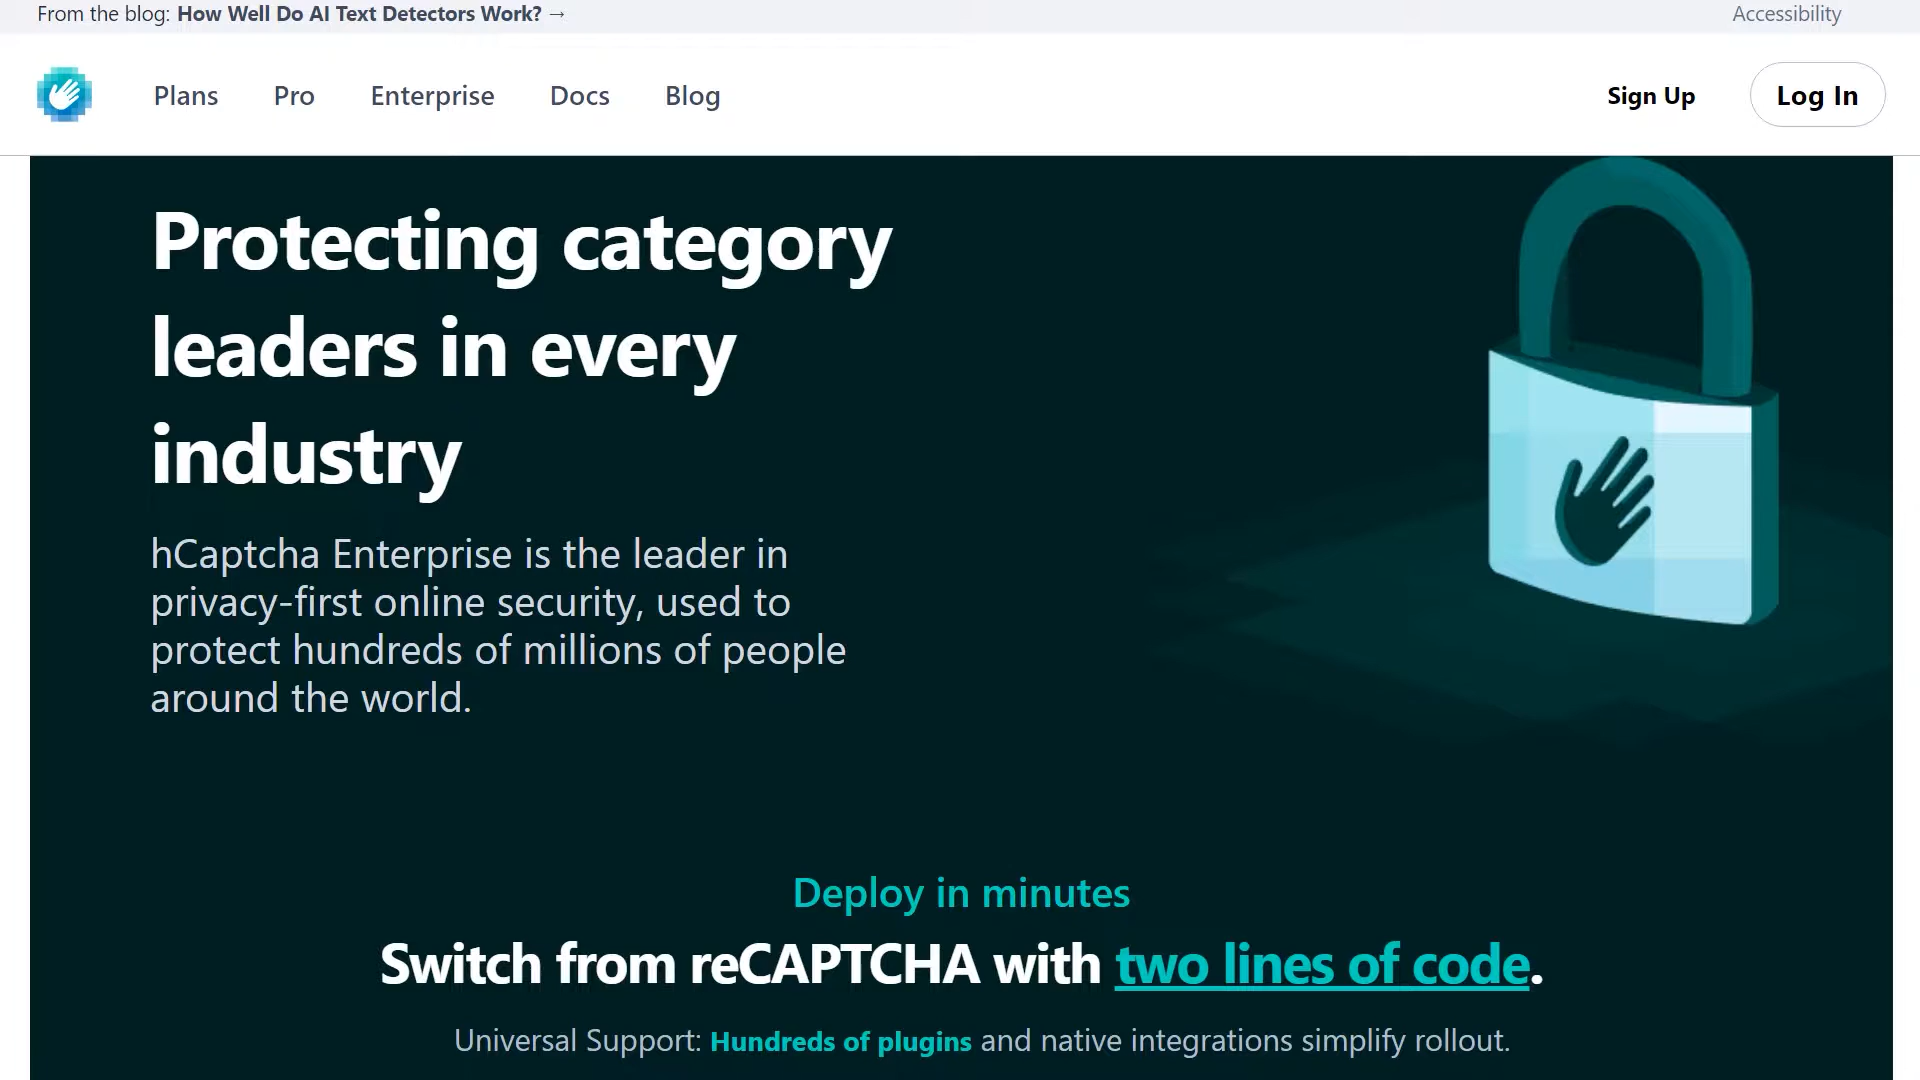 From the blog: How Well Do AI Text Detectors Work? →
Accessibility
Plans
Pro
Enterprise
Docs
Blog
Sign Up
Log In
Protecting category
leaders in every
industry
hCaptcha Enterprise is the leader in
privacy-first online security, used to
protect hundreds of millions of people
around the world.
Deploy in minutes
Switch from reCAPTCHA with two lines of code.
Universal Support: Hundreds of plugins and native integrations simplify rollout.